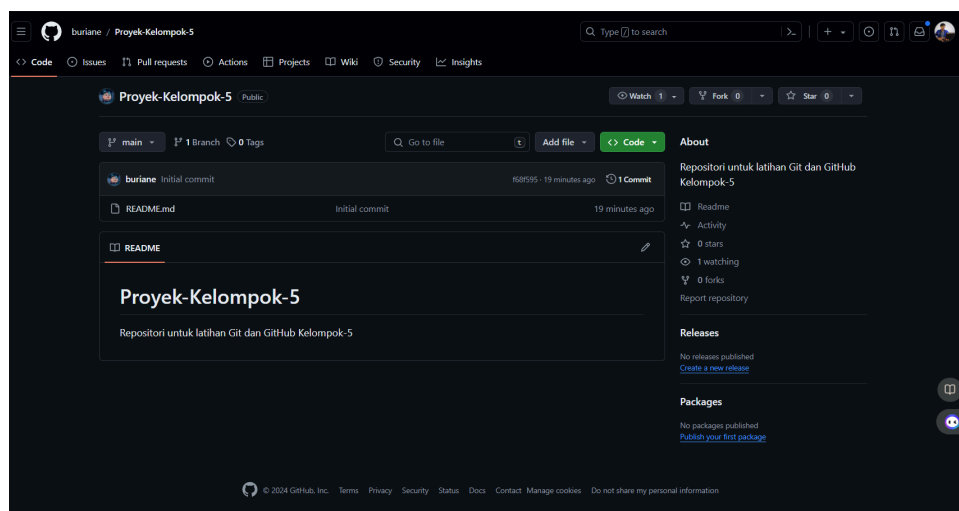 buriane / Proyek-Kelompok-5
Type / to search
Code Issues Pull requests Actions Projects Wiki Security Insights
Proyek-Kelompok-5 Public
Watch 1 Fork 0 Star 0
main 1 Branch 0 Tags Go to file t Add file Code
buriane Initial commit f68f595 · 19 minutes ago 1 Commit
README.md Initial commit 19 minutes ago
README
Proyek-Kelompok-5
Repositori untuk latihan Git dan GitHub Kelompok-5
About
Repositori untuk latihan Git dan GitHub
Kelompok-5
Readme
Activity
0 stars
1 watching
0 forks
Report repository
Releases
No releases published
Create a new release
Packages
No packages published
Publish your first package
© 2024 GitHub, Inc. Terms Privacy Security Status Docs Contact Manage cookies Do not share my personal information